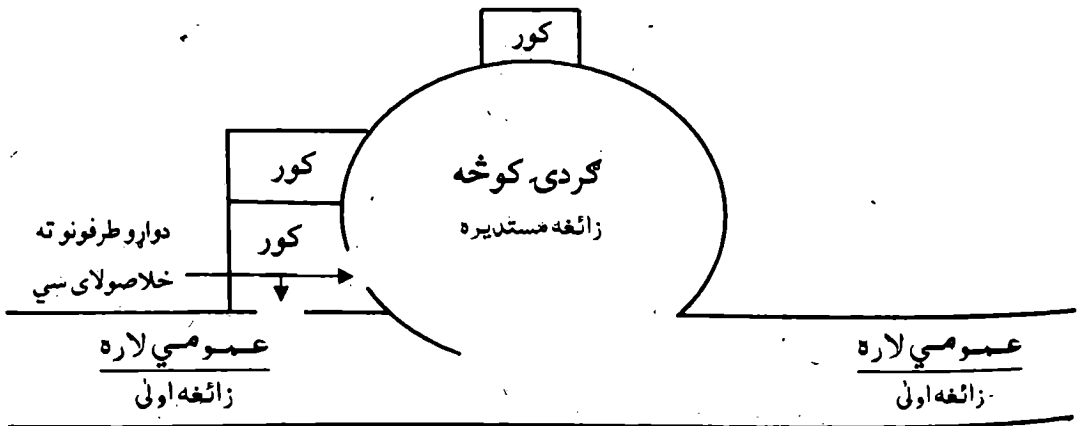 کور
کور
ګردی کوڅه
زائغه مستدیره
دواړو طرفونو ته
خلاصولای سي
کور
عمومي لاره
زائغه اولیٰ
عمومي لاره
زائغه اولیٰ